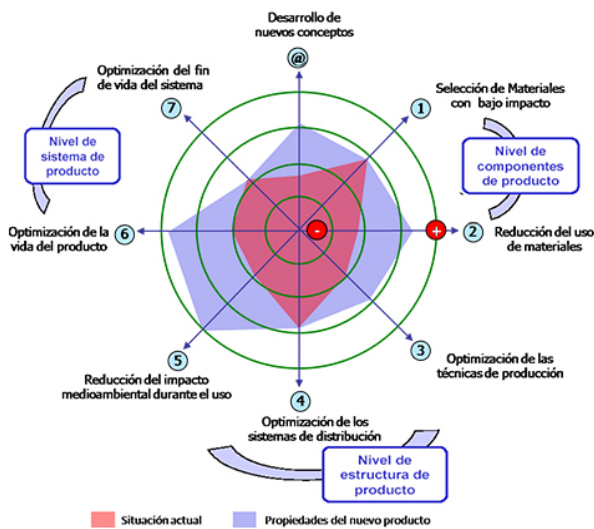 Desarrollo de
nuevos conceptos
@
Optimización del fin
de vida del sistema
7
Selección de Materiales
con bajo impacto
1
Nivel de
sistema de
producto
Nivel de
componentes
de producto
Optimización de la
vida del producto
6
-
+
2
Reducción del uso
de materiales
3
Optimización de las
técnicas de producción
5
Reducción del impacto
medioambiental durante el uso
4
Optimización de los
sistemas de distribución
Nivel de
estructura de
producto
Situación actual
Propiedades del nuevo producto